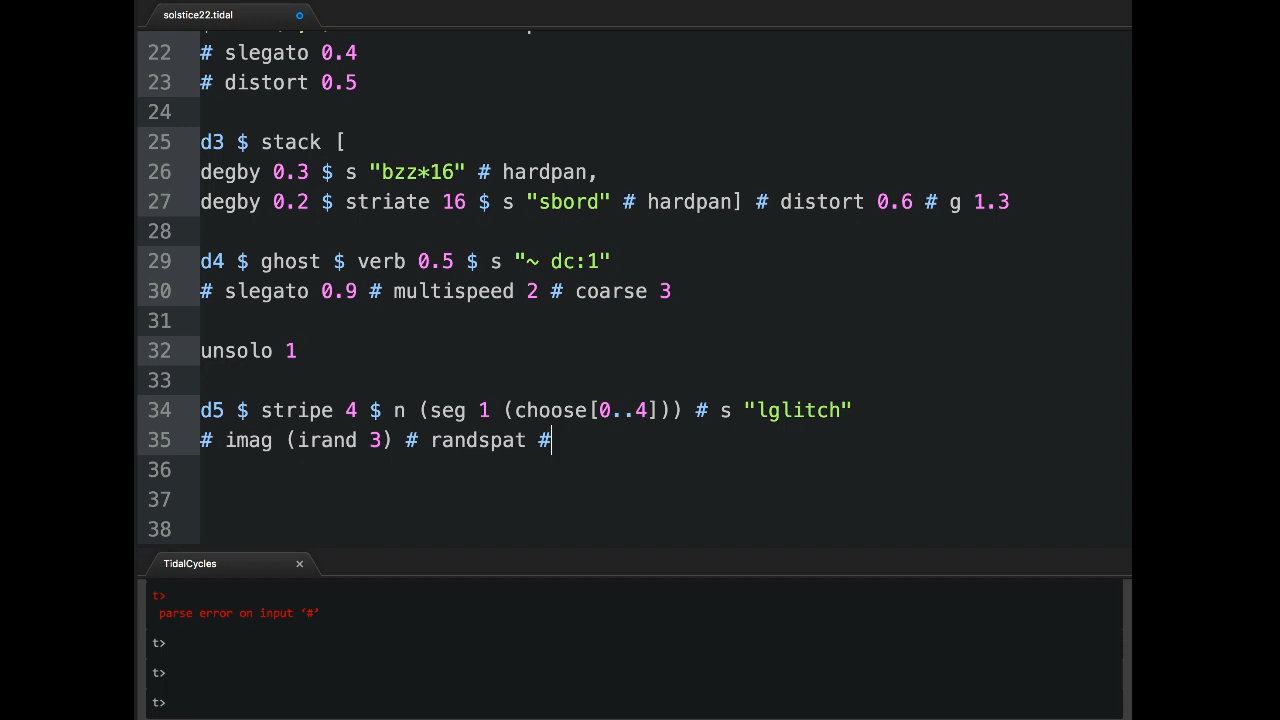 solstice22.tidal
22 # slegato 0.4
23 # distort 0.5
24
25 d3 $ stack [
26 degby 0.3 $ s "bzz*16" # hardpan,
27 degby 0.2 $ striate 16 $ s "sbord" # hardpan] # distort 0.6 # g 1.3
28
29 d4 $ ghost $ verb 0.5 $ s "~ dc:1"
30 # slegato 0.9 # multispeed 2 # coarse 3
31
32 unsolo 1
33
34 d5 $ stripe 4 $ n (seg 1 (choose[0..4])) # s "lglitch"
35 # imag (irand 3) # randspat #
36
37
38
TidalCycles ×
t>
parse error on input ‘#’
t>
t>
t>